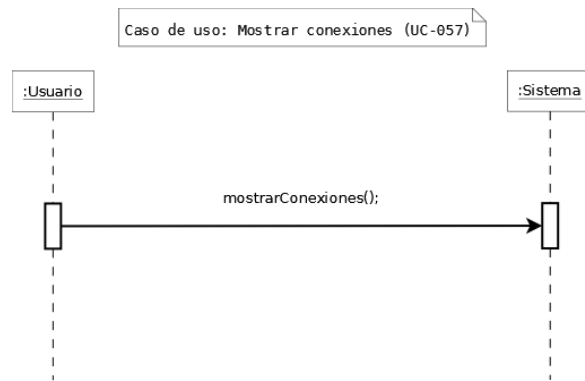 Caso de uso: Mostrar conexiones (UC-057)
:Usuario
:Sistema
mostrarConexiones();